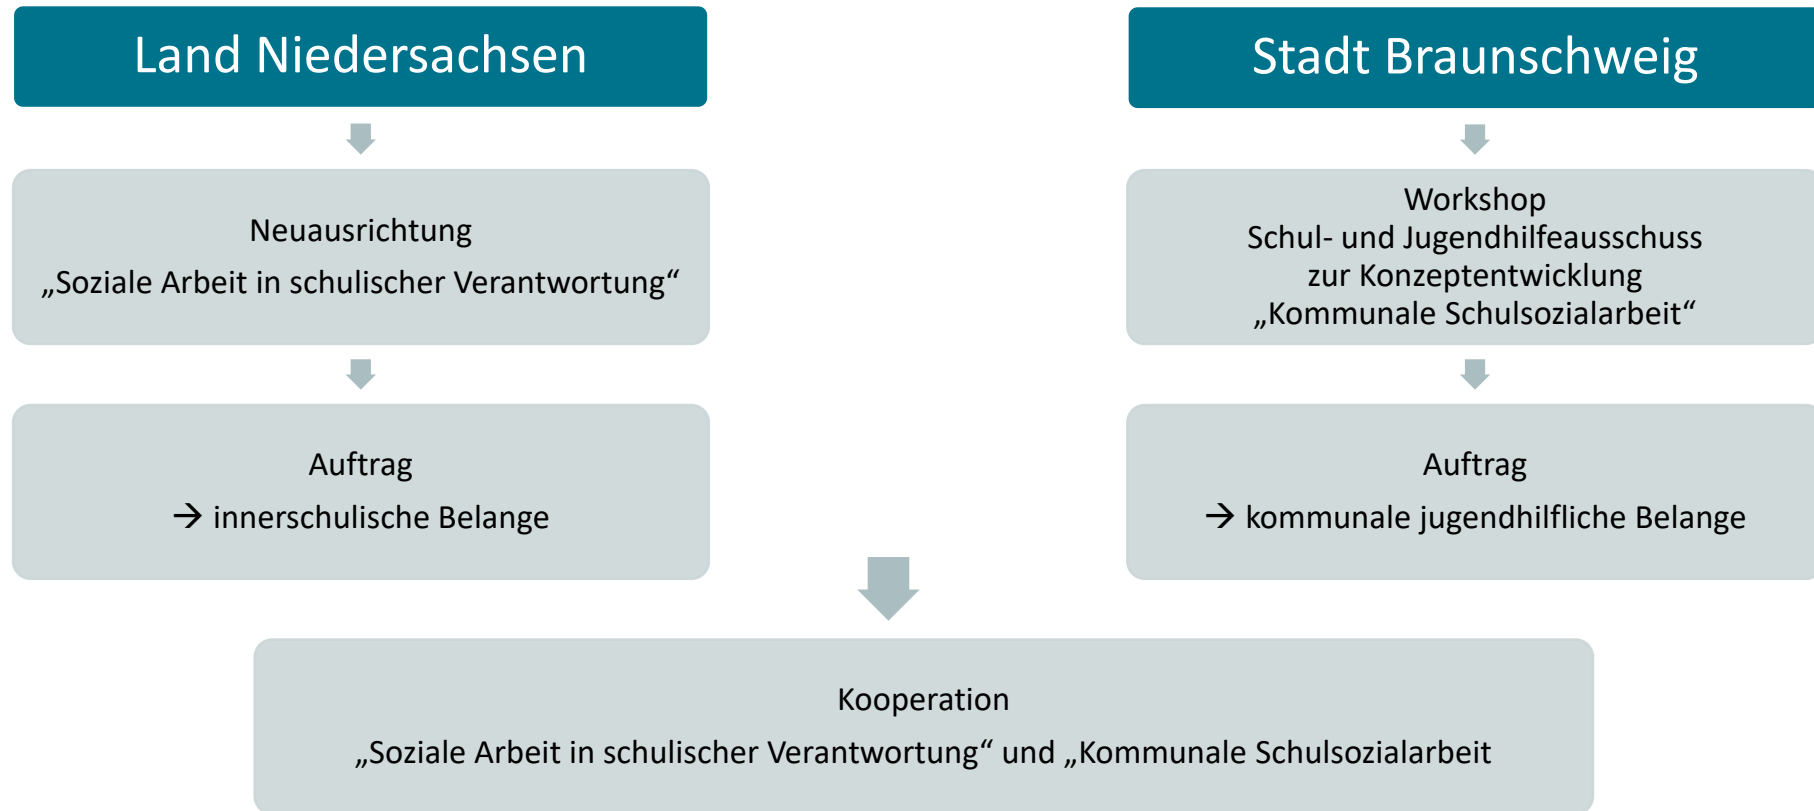 Land Niedersachsen
Neuausrichtung
„Soziale Arbeit in schulischer Verantwortung“
Auftrag
→ innerschulische Belange
Stadt Braunschweig
Workshop
Schul- und Jugendhilfeausschuss
zur Konzeptentwicklung
„Kommunale Schulsozialarbeit“
Auftrag
→ kommunale jugendhilfliche Belange
Kooperation
„Soziale Arbeit in schulischer Verantwortung“ und „Kommunale Schulsozialarbeit